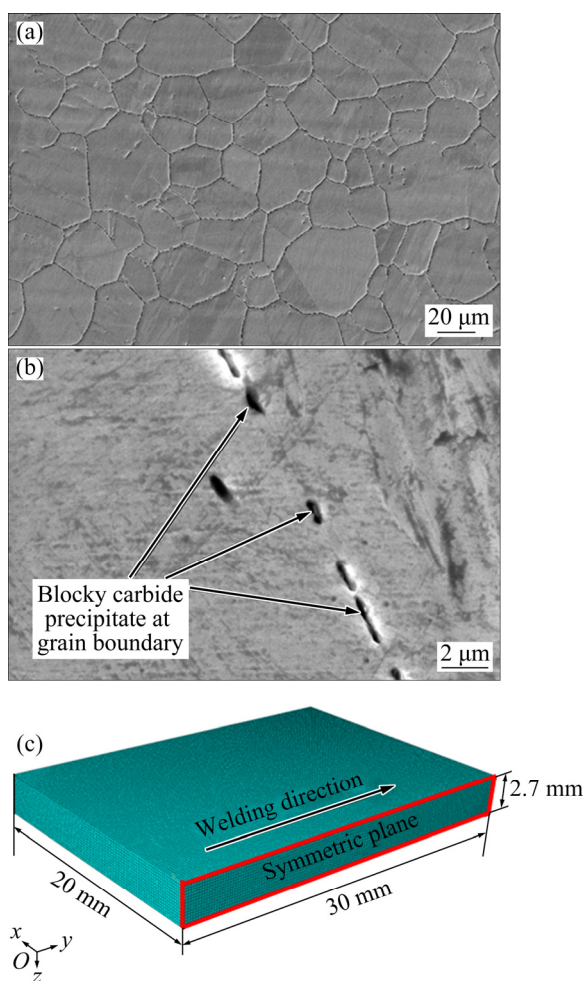 (a)
20 μm
(b)
Blocky carbide
precipitate at
grain boundary
2 μm
(c)
Welding direction
2.7 mm
Symmetric plane
20 mm
30 mm
x
y
O
z